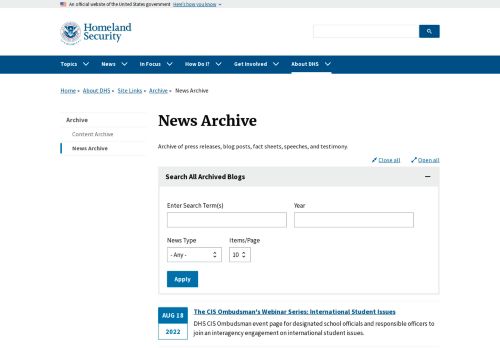 An official website of the United States government Here's how you know
Homeland
Security
Topics News In Focus How Do I? Get Involved About DHS
Home About DHS Site Links Archive News Archive
Archive
Content Archive
News Archive
News Archive
Archive of press releases, blog posts, fact sheets, speeches, and testimony.
Close all Open all
Search All Archived Blogs
Enter Search Term(s) Year
News Type Items/Page
- Any - 10
Apply
AUG 18
2022
The CIS Ombudsman's Webinar Series: International Student Issues
DHS CIS Ombudsman event page for designated school officials and responsible officers to
join an interagency engagement on international student issues.